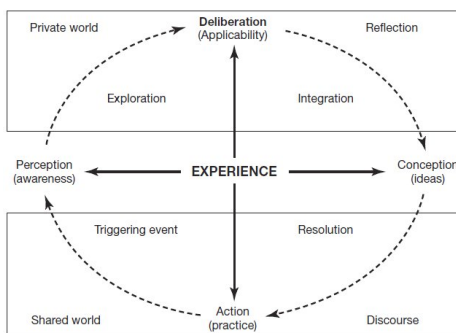 Private world
Deliberation
(Applicability)
Reflection
Exploration
Integration
Perception
(awareness)
EXPERIENCE
Conception
(ideas)
Triggering event
Resolution
Shared world
Action
(practice)
Discourse